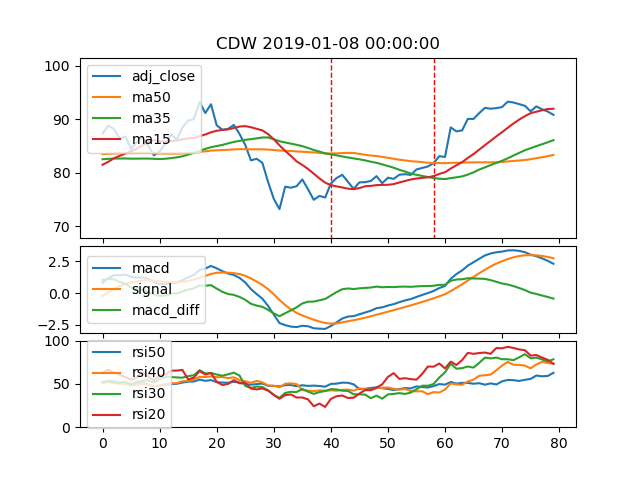 CDW 2019-01-08 00:00:00
100
90
80
70
adj_close
ma50
ma35
ma15
2.5
0.0
−2.5
macd
signal
macd_diff
100
50
0
rsi50
rsi40
rsi30
rsi20
0 10 20 30 40 50 60 70 80